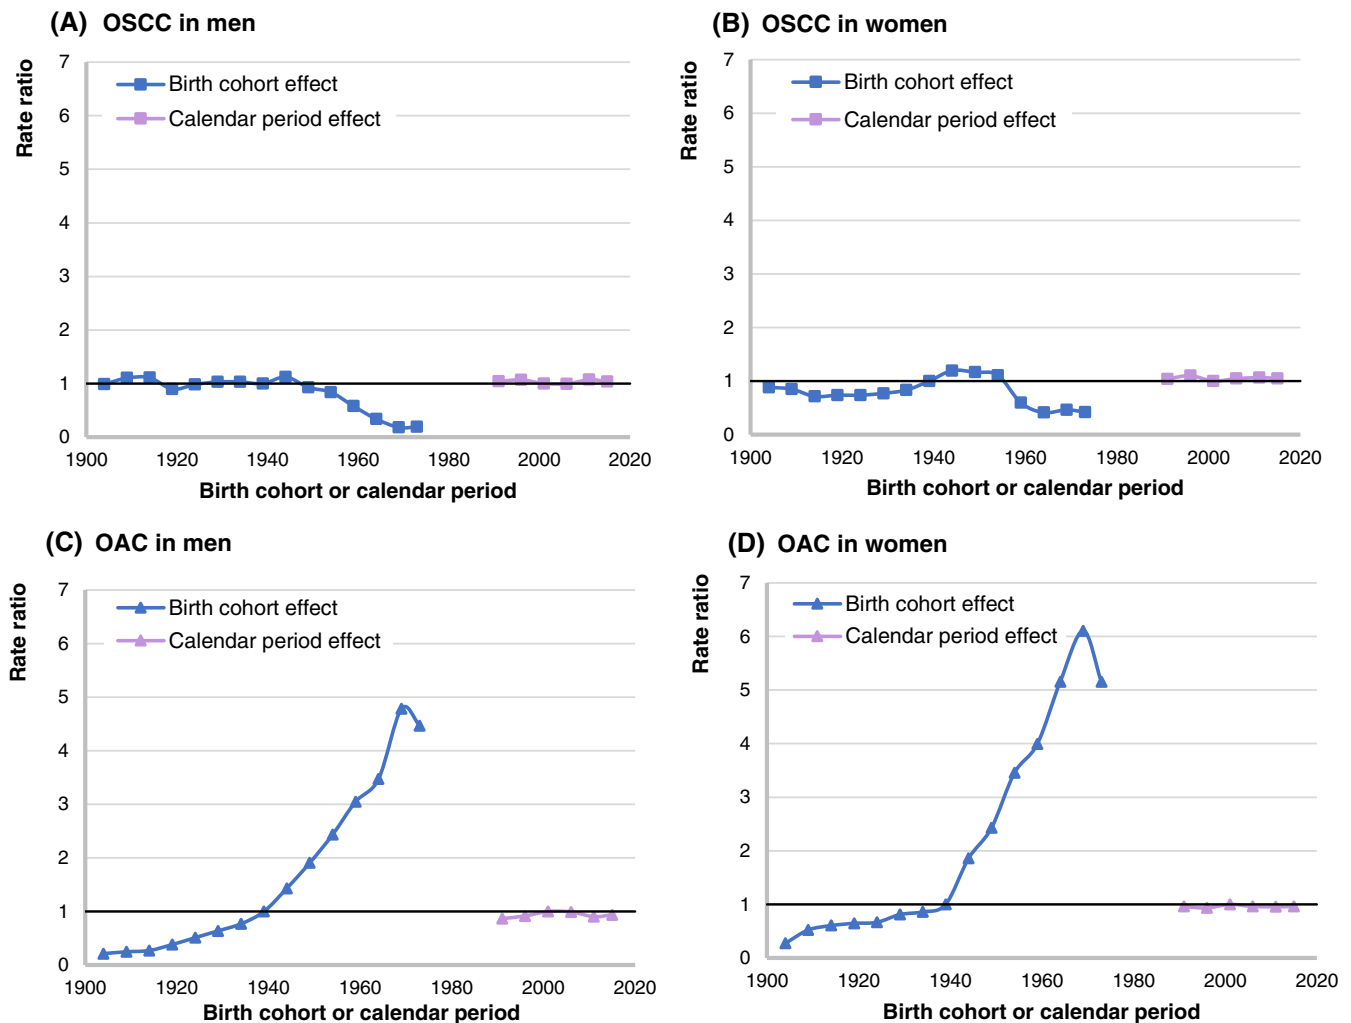 (A) OSCC in men
Rate ratio
7
6
5
4
3
2
1
0
Birth cohort effect
Calendar period effect
1900 1920 1940 1960 1980 2000 2020
Birth cohort or calendar period
(B) OSCC in women
Rate ratio
7
6
5
4
3
2
1
0
Birth cohort effect
Calendar period effect
1900 1920 1940 1960 1980 2000 2020
Birth cohort or calendar period
(C) OAC in men
Rate ratio
7
6
5
4
3
2
1
0
Birth cohort effect
Calendar period effect
1900 1920 1940 1960 1980 2000 2020
Birth cohort or calendar period
(D) OAC in women
Rate ratio
7
6
5
4
3
2
1
0
Birth cohort effect
Calendar period effect
1900 1920 1940 1960 1980 2000 2020
Birth cohort or calendar period